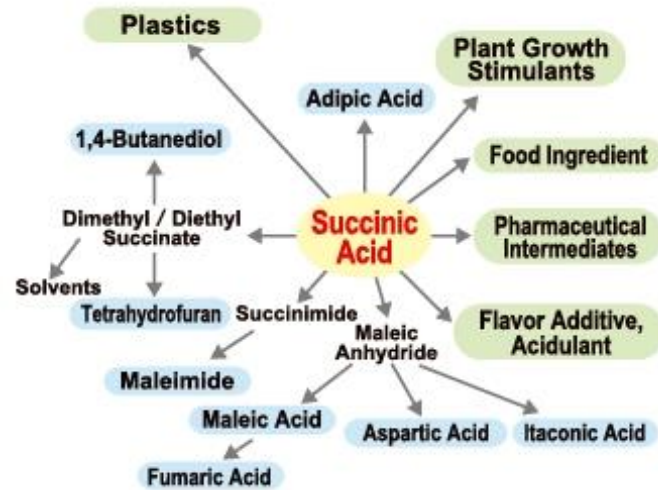 Plastics
Plant Growth
Stimulants
Adipic Acid
1,4-Butanediol
Food Ingredient
Dimethyl / Diethyl
Succinate
Succinic
Acid
Pharmaceutical
Intermediates
Solvents
Tetrahydrofuran
Succinimide
Maleic
Anhydride
Flavor Additive,
Acidulant
Maleimide
Maleic Acid
Aspartic Acid
Itaconic Acid
Fumaric Acid